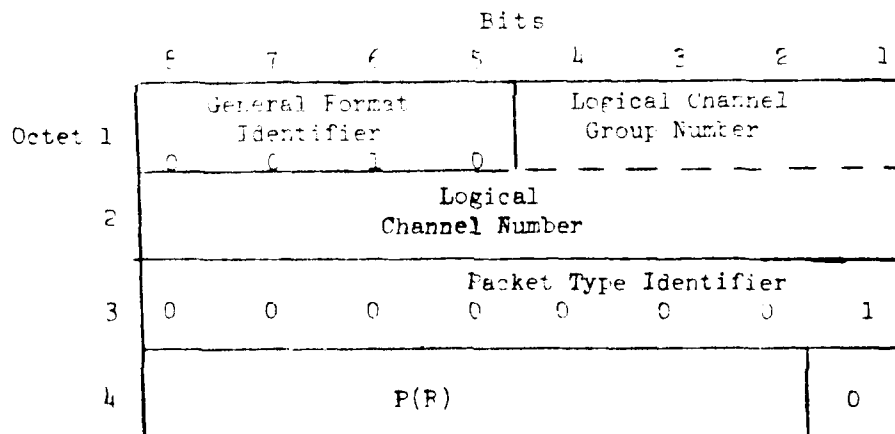 Bits
8 7 6 5 4 3 2 1
General Format Logical Channel
Octet 1 Identifier Group Number
0 0 1 0
Logical
2 Channel Number
Packet Type Identifier
3 0 0 0 0 0 0 0 1
4 P(R) 0